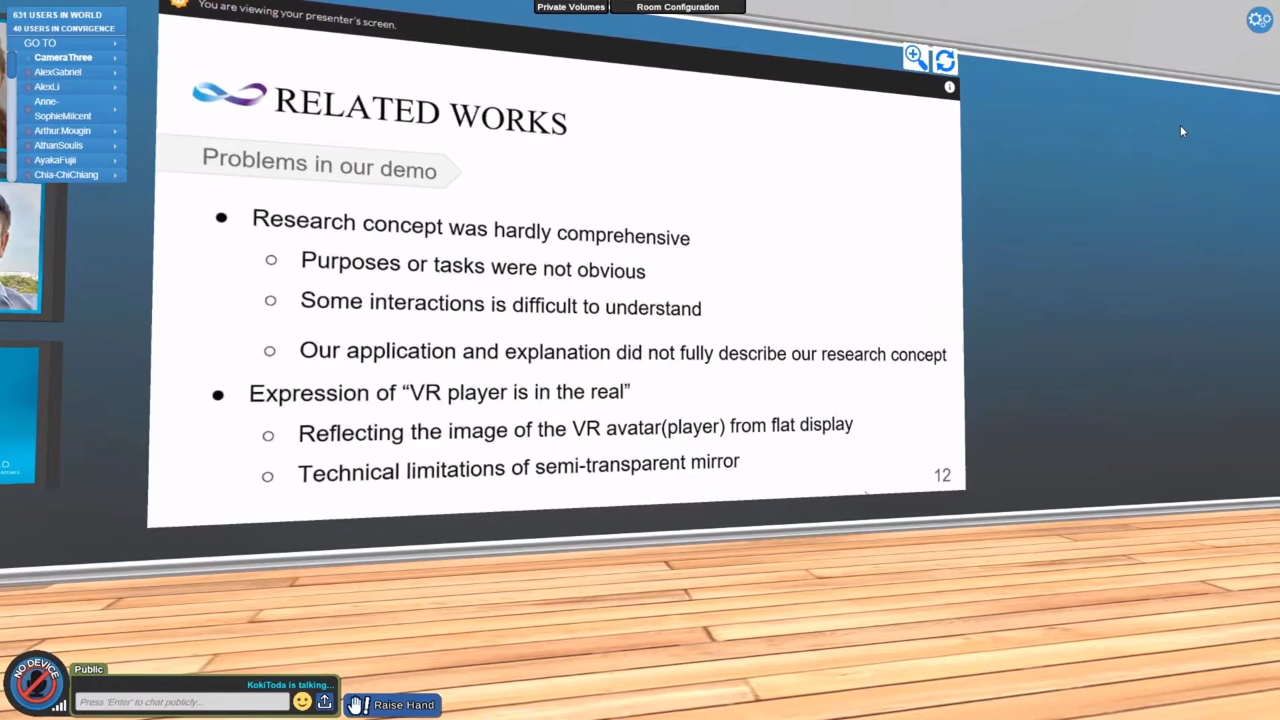 631 USERS IN WORLD
40 USERS IN CONVRGENCE
GO TO
CameraThree
AlexGabriel
AlexLi
Anne-
SophieMilcent
Arthur.Mougin
AthanSoulis
AyakaFujii
Chia-ChiChiang
Private Volumes
Room Configuration
You are viewing your presenter's screen.
RELATED WORKS
Problems in our demo
● Research concept was hardly comprehensive
○ Purposes or tasks were not obvious
○ Some interactions is difficult to understand
○ Our application and explanation did not fully describe our research concept
● Expression of “VR player is in the real”
○ Reflecting the image of the VR avatar(player) from flat display
○ Technical limitations of semi-transparent mirror
12
NO DEVICE
Public
KokiToda is talking...
Press 'Enter' to chat publicly...
Raise Hand